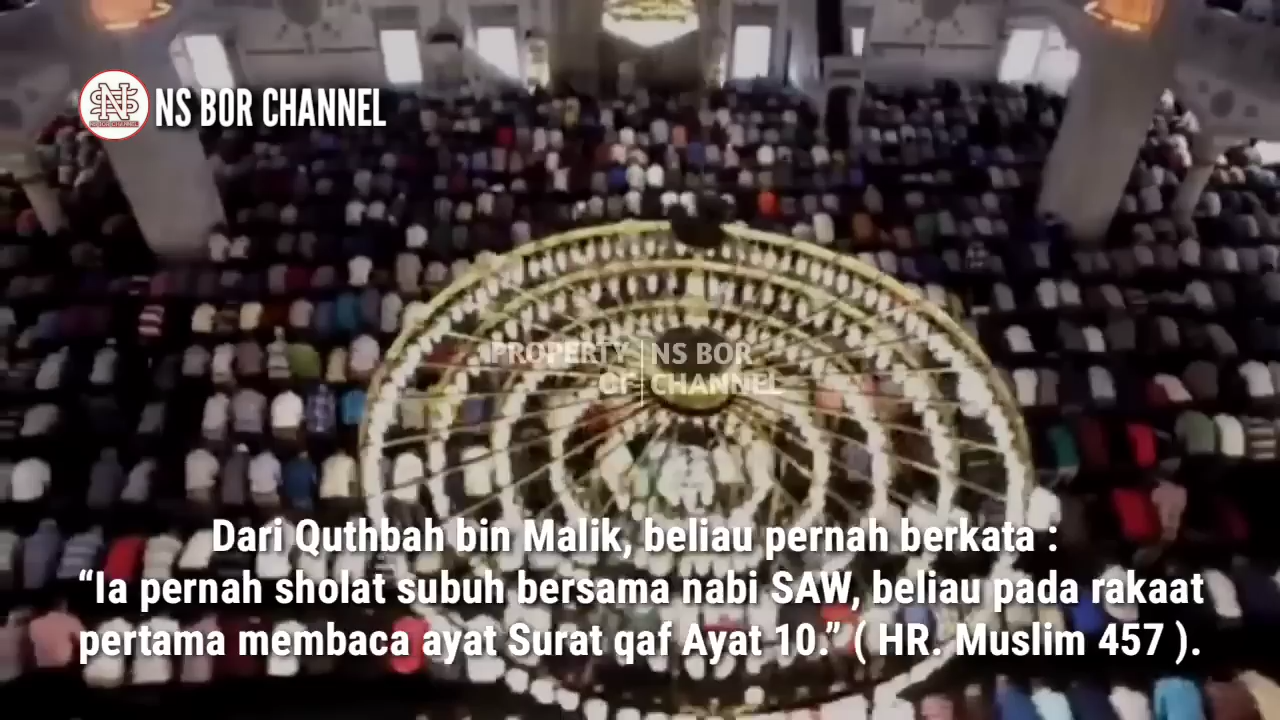 NS BOR CHANNEL
PROPERTY NS BOR
OF CHANNEL
Dari Quthbah bin Malik, beliau pernah berkata :
“Ia pernah sholat subuh bersama nabi SAW, beliau pada rakaat
pertama membaca ayat Surat qaf Ayat 10.” ( HR. Muslim 457 ).